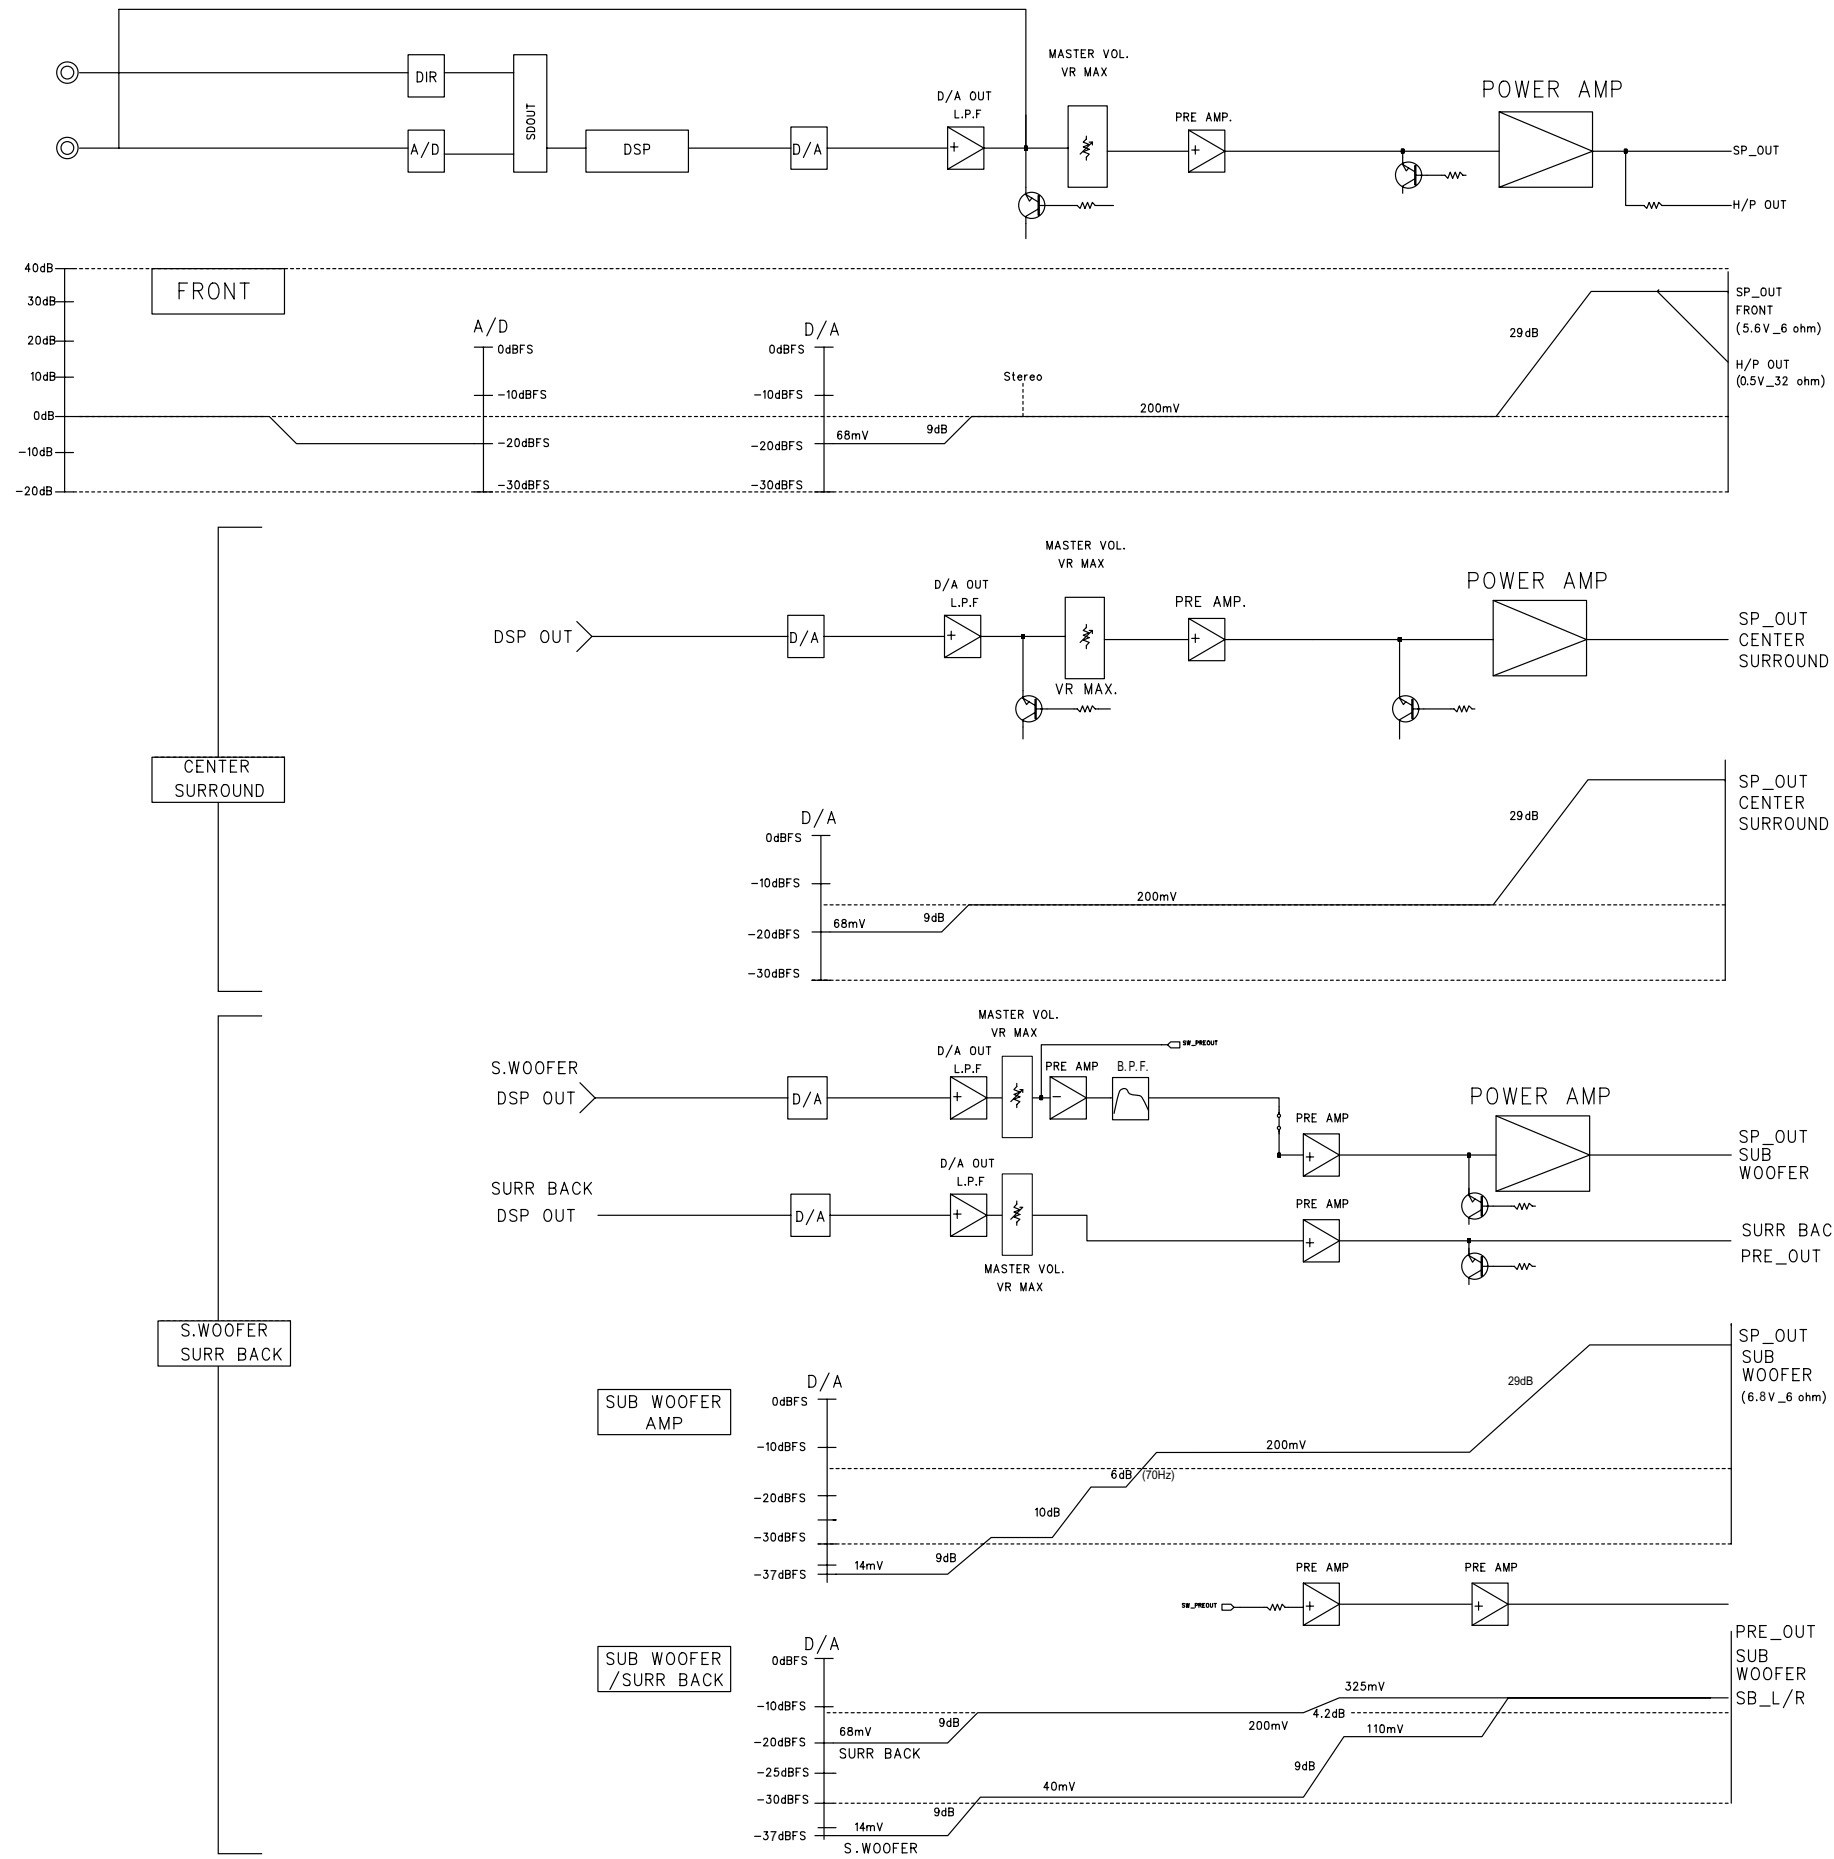 MASTER VOL.
VR MAX
DIR
SDOUT
D/A OUT
L.P.F
POWER AMP
PRE AMP.
A/D
DSP
D/A
SP_OUT
H/P OUT
40dB
30dB
20dB
10dB
0dB
-10dB
-20dB
FRONT
A/D
0dBFS
-10dBFS
-20dBFS
-30dBFS
D/A
0dBFS
-10dBFS
-20dBFS
-30dBFS
68mV
9dB
Stereo
200mV
29dB
SP_OUT
FRONT
(5.6V_6 ohm)
H/P OUT
(0.5V_32 ohm)
MASTER VOL.
VR MAX
D/A OUT
L.P.F
PRE AMP.
POWER AMP
DSP OUT
D/A
VR MAX.
SP_OUT
CENTER
SURROUND
CENTER
SURROUND
D/A
0dBFS
-10dBFS
-20dBFS
-30dBFS
68mV
9dB
200mV
29dB
SP_OUT
CENTER
SURROUND
MASTER VOL.
VR MAX
SW_PREOUT
D/A OUT
L.P.F
PRE AMP
B.P.F.
S.WOOFER
DSP OUT
D/A
PRE AMP
POWER AMP
SP_OUT
SUB
WOOFER
D/A OUT
L.P.F
SURR BACK
DSP OUT
D/A
PRE AMP
MASTER VOL.
VR MAX
SURR BAC
PRE_OUT
S.WOOFER
SURR BACK
SUB WOOFER
AMP
D/A
0dBFS
-10dBFS
-20dBFS
-30dBFS
-37dBFS
14mV
9dB
10dB
6dB (70Hz)
200mV
29dB
SP_OUT
SUB
WOOFER
(6.8V_6 ohm)
PRE AMP
PRE AMP
SW_PREOUT
SUB WOOFER
/SURR BACK
D/A
0dBFS
-10dBFS
-20dBFS
-25dBFS
-30dBFS
-37dBFS
68mV
SURR BACK
9dB
200mV
4.2dB
325mV
110mV
9dB
40mV
9dB
14mV
S.WOOFER
PRE_OUT
SUB
WOOFER
SB_L/R